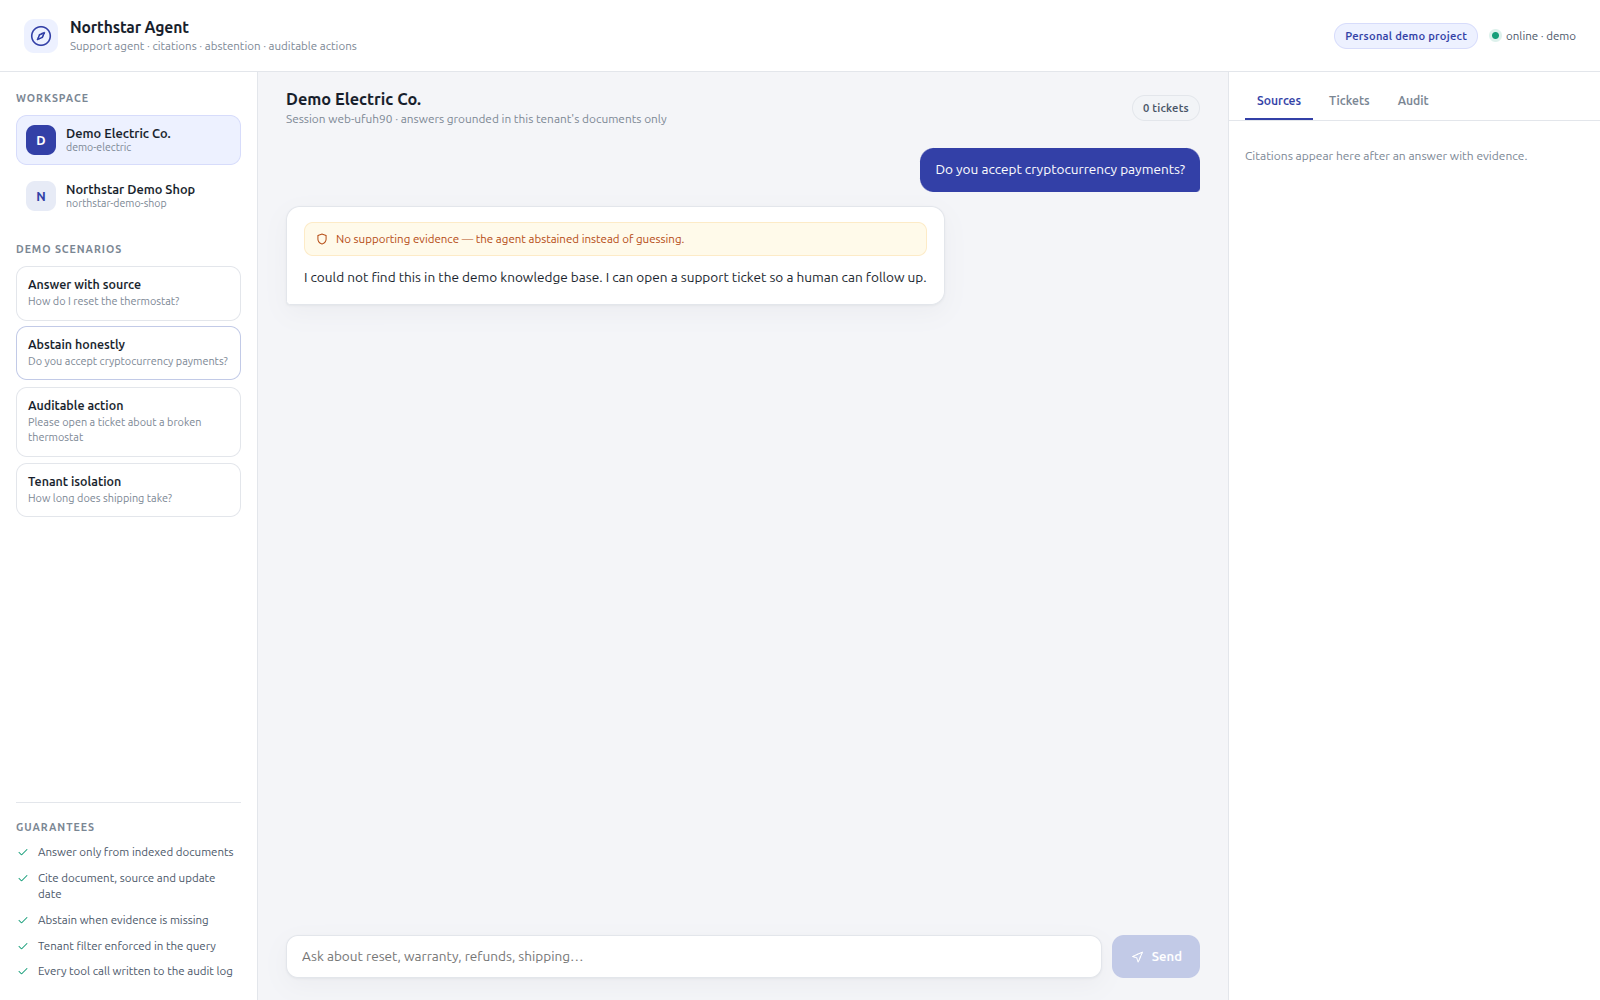 Northstar Agent
Support agent · citations · abstention · auditable actions
Personal demo project
online · demo
WORKSPACE
D
Demo Electric Co.
demo-electric
N
Northstar Demo Shop
northstar-demo-shop
DEMO SCENARIOS
Answer with source
How do I reset the thermostat?
Abstain honestly
Do you accept cryptocurrency payments?
Auditable action
Please open a ticket about a broken
thermostat
Tenant isolation
How long does shipping take?
GUARANTEES
Answer only from indexed documents
Cite document, source and update
date
Abstain when evidence is missing
Tenant filter enforced in the query
Every tool call written to the audit log
Demo Electric Co.
Session web-ufuh90 · answers grounded in this tenant's documents only
0 tickets
Do you accept cryptocurrency payments?
No supporting evidence — the agent abstained instead of guessing.
I could not find this in the demo knowledge base. I can open a support ticket so a human can follow up.
Ask about reset, warranty, refunds, shipping…
Send
Sources
Tickets
Audit
Citations appear here after an answer with evidence.